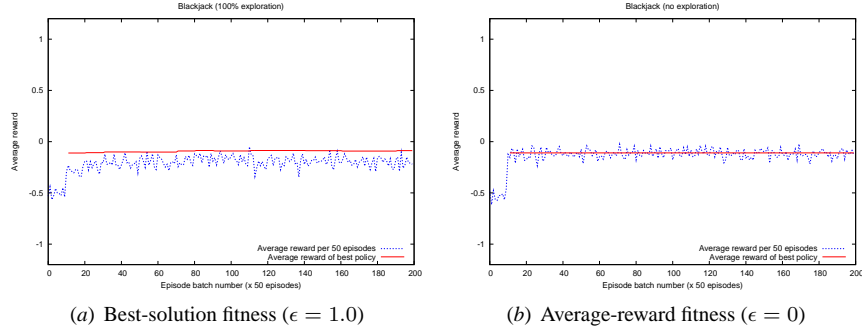 Blackjack (100% exploration)
1
0.5
0
-0.5
-1
Average reward
0 20 40 60 80 100 120 140 160 180 200
Episode batch number (x 50 episodes)
Average reward per 50 episodes
Average reward of best policy
(a) Best-solution fitness (ϵ = 1.0)
Blackjack (no exploration)
1
0.5
0
-0.5
-1
Average reward
0 20 40 60 80 100 120 140 160 180 200
Episode batch number (x 50 episodes)
Average reward per 50 episodes
Average reward of best policy
(b) Average-reward fitness (ϵ = 0)